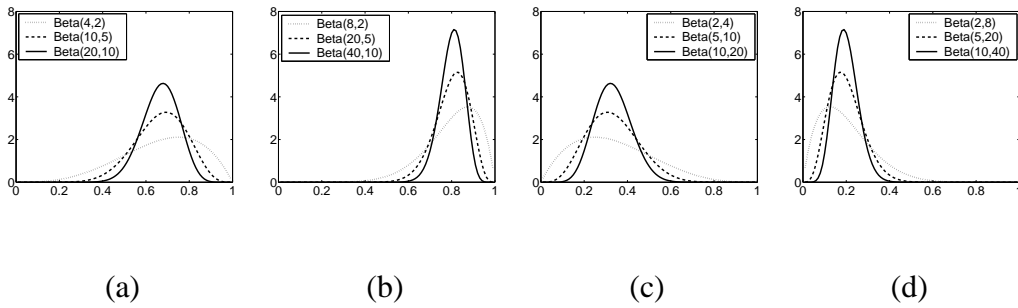 8
6
4
2
0
0 0.2 0.4 0.6 0.8 1
Beta(4,2)
Beta(10,5)
Beta(20,10)
(a)
8
6
4
2
0
0 0.2 0.4 0.6 0.8 1
Beta(8,2)
Beta(20,5)
Beta(40,10)
(b)
8
6
4
2
0
0 0.2 0.4 0.6 0.8 1
Beta(2,4)
Beta(5,10)
Beta(10,20)
(c)
8
6
4
2
0
0 0.2 0.4 0.6 0.8 1
Beta(2,8)
Beta(5,20)
Beta(10,40)
(d)